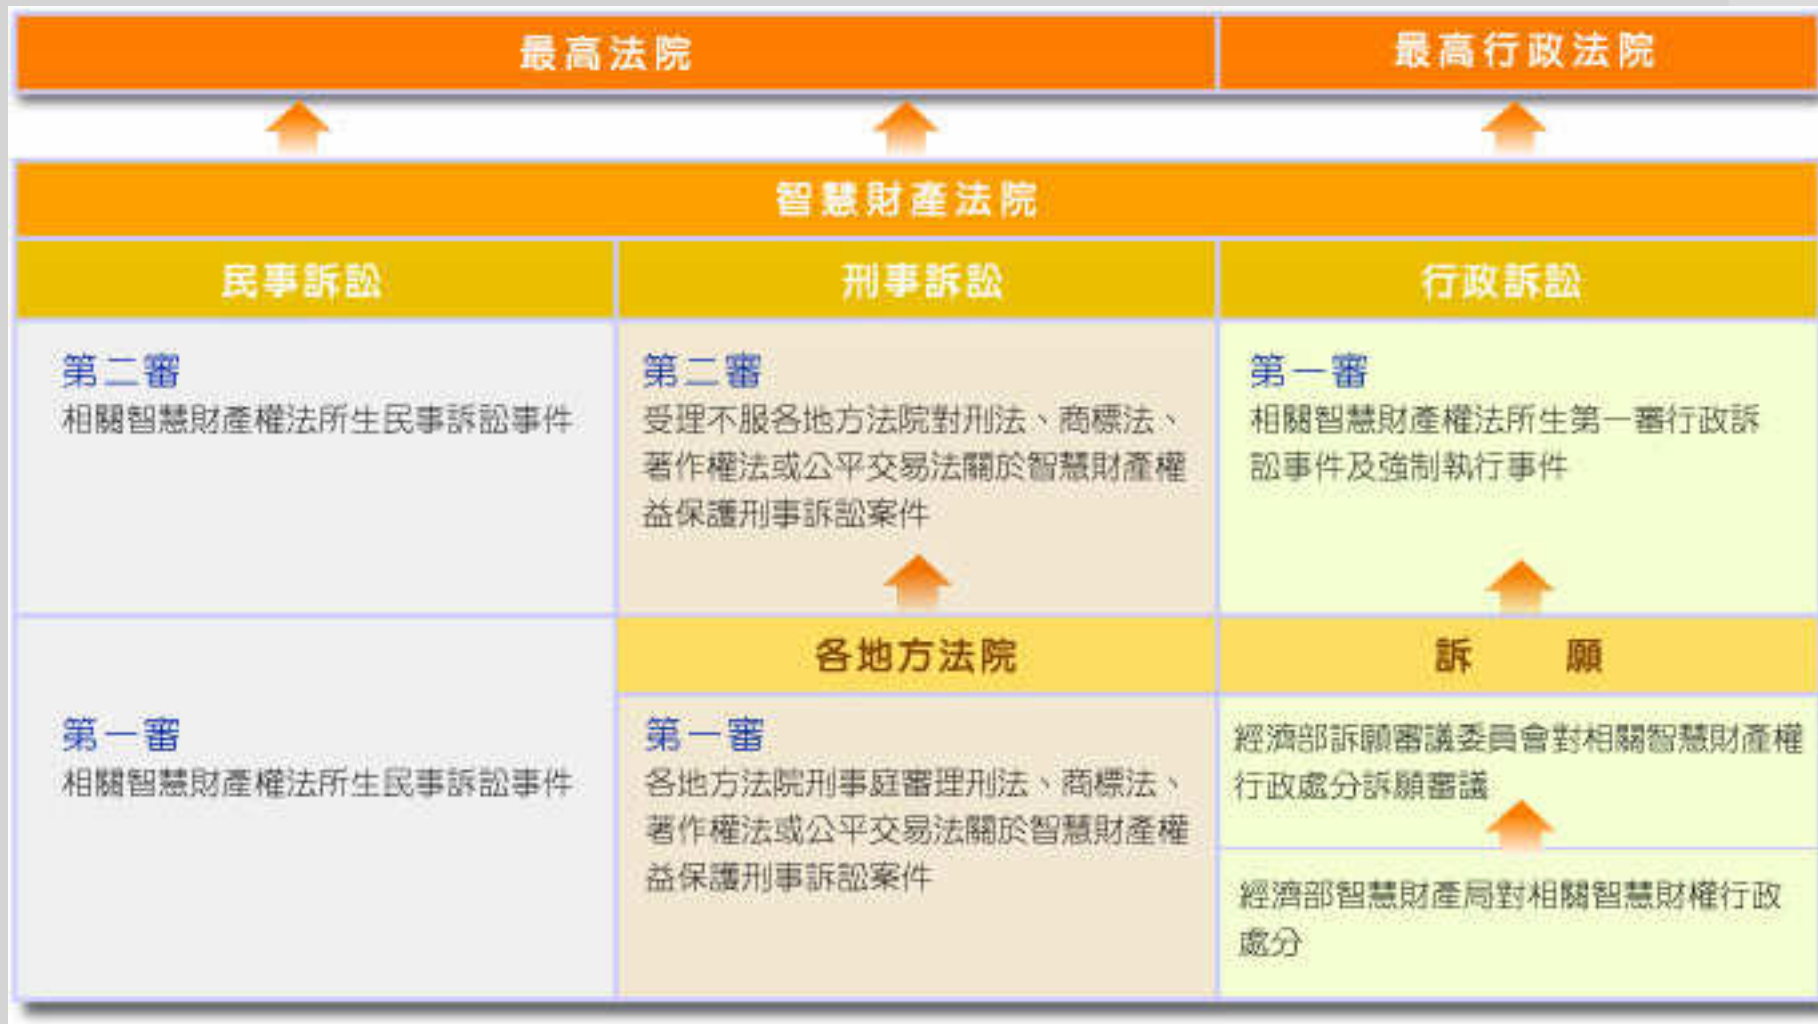 最高法院
最高行政法院
智慧財產法院
民事訴訟
刑事訴訟
行政訴訟
第二審
相關智慧財產權法所生民事訴訟事件
第二審
受理不服各地方法院對刑法、商標法、
著作權法或公平交易法關於智慧財產權
益保護刑事訴訟案件
第一審
相關智慧財產權法所生第一審行政訴
訟事件及強制執行事件
第一審
相關智慧財產權法所生民事訴訟事件
各地方法院
第一審
各地方法院刑事庭審理刑法、商標法、
著作權法或公平交易法關於智慧財產權
益保護刑事訴訟案件
訴 願
經濟部訴願審議委員會對相關智慧財產權
行政處分訴願審議
經濟部智慧財產局對相關智慧財權行政
處分